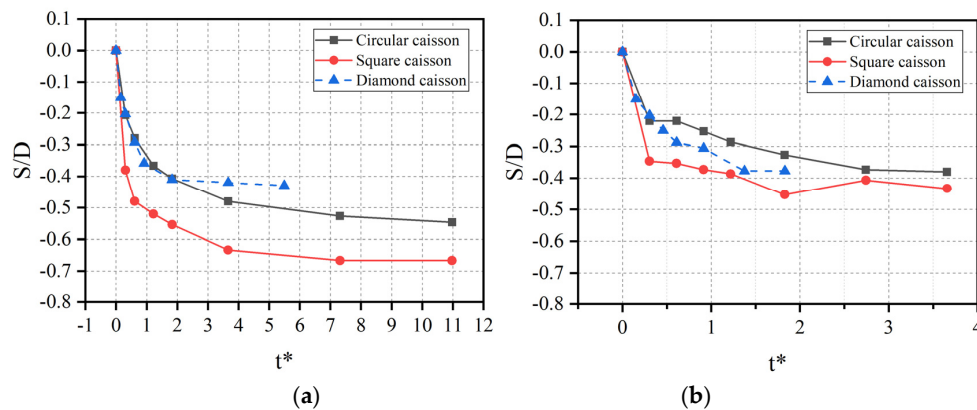 0.1
0.0
-0.1
-0.2
-0.3
-0.4
-0.5
-0.6
-0.7
-0.8
S/D
Circular caisson
Square caisson
Diamond caisson
-1 0 1 2 3 4 5 6 7 8 9 10 11 12
t*
(a)
0.1
0.0
-0.1
-0.2
-0.3
-0.4
-0.5
-0.6
-0.7
-0.8
S/D
Circular caisson
Square caisson
Diamond caisson
0 1 2 3 4
t*
(b)